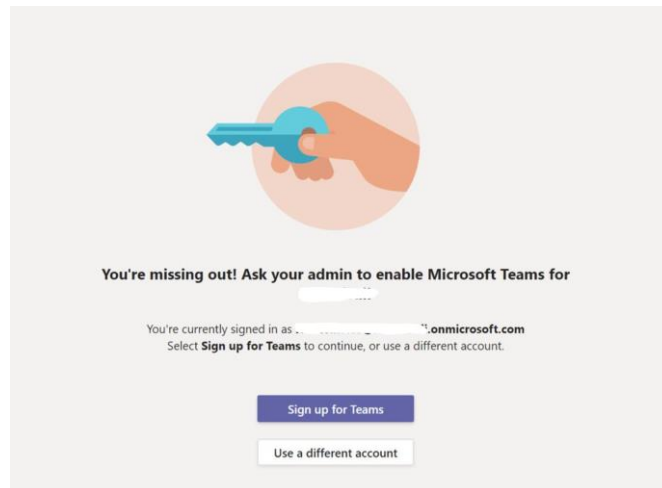 You're missing out! Ask your admin to enable Microsoft Teams for
You're currently signed in as .onmicrosoft.com
Select Sign up for Teams to continue, or use a different account.
Sign up for Teams
Use a different account